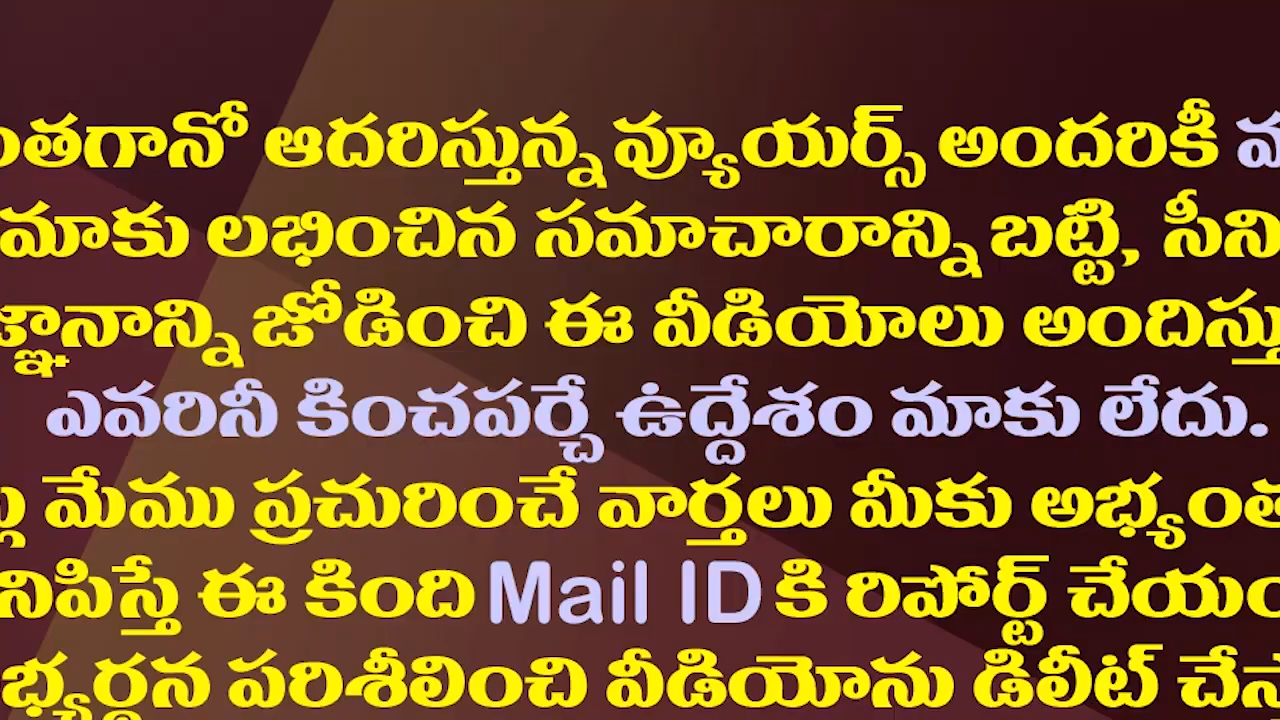 ంతగానో ఆదరిస్తున్న వ్యూయర్స్ అందరికీ
మాకు లభించిన సమాచారాన్ని బట్టి, సీని
జ్ఞానాన్ని జోడించి ఈ వీడియోలు అందిస్తు
ఎవరినీ కించపర్చే ఉద్దేశం మాకు లేదు.
మేము ప్రచురించే వార్తలు మీకు అభ్యంత
నిపిస్తే ఈ కింది Mail ID కి రిపోర్ట్ చేయం
భ్యర్థన పరిశీలించి వీడియోను డిలీట్ చేస